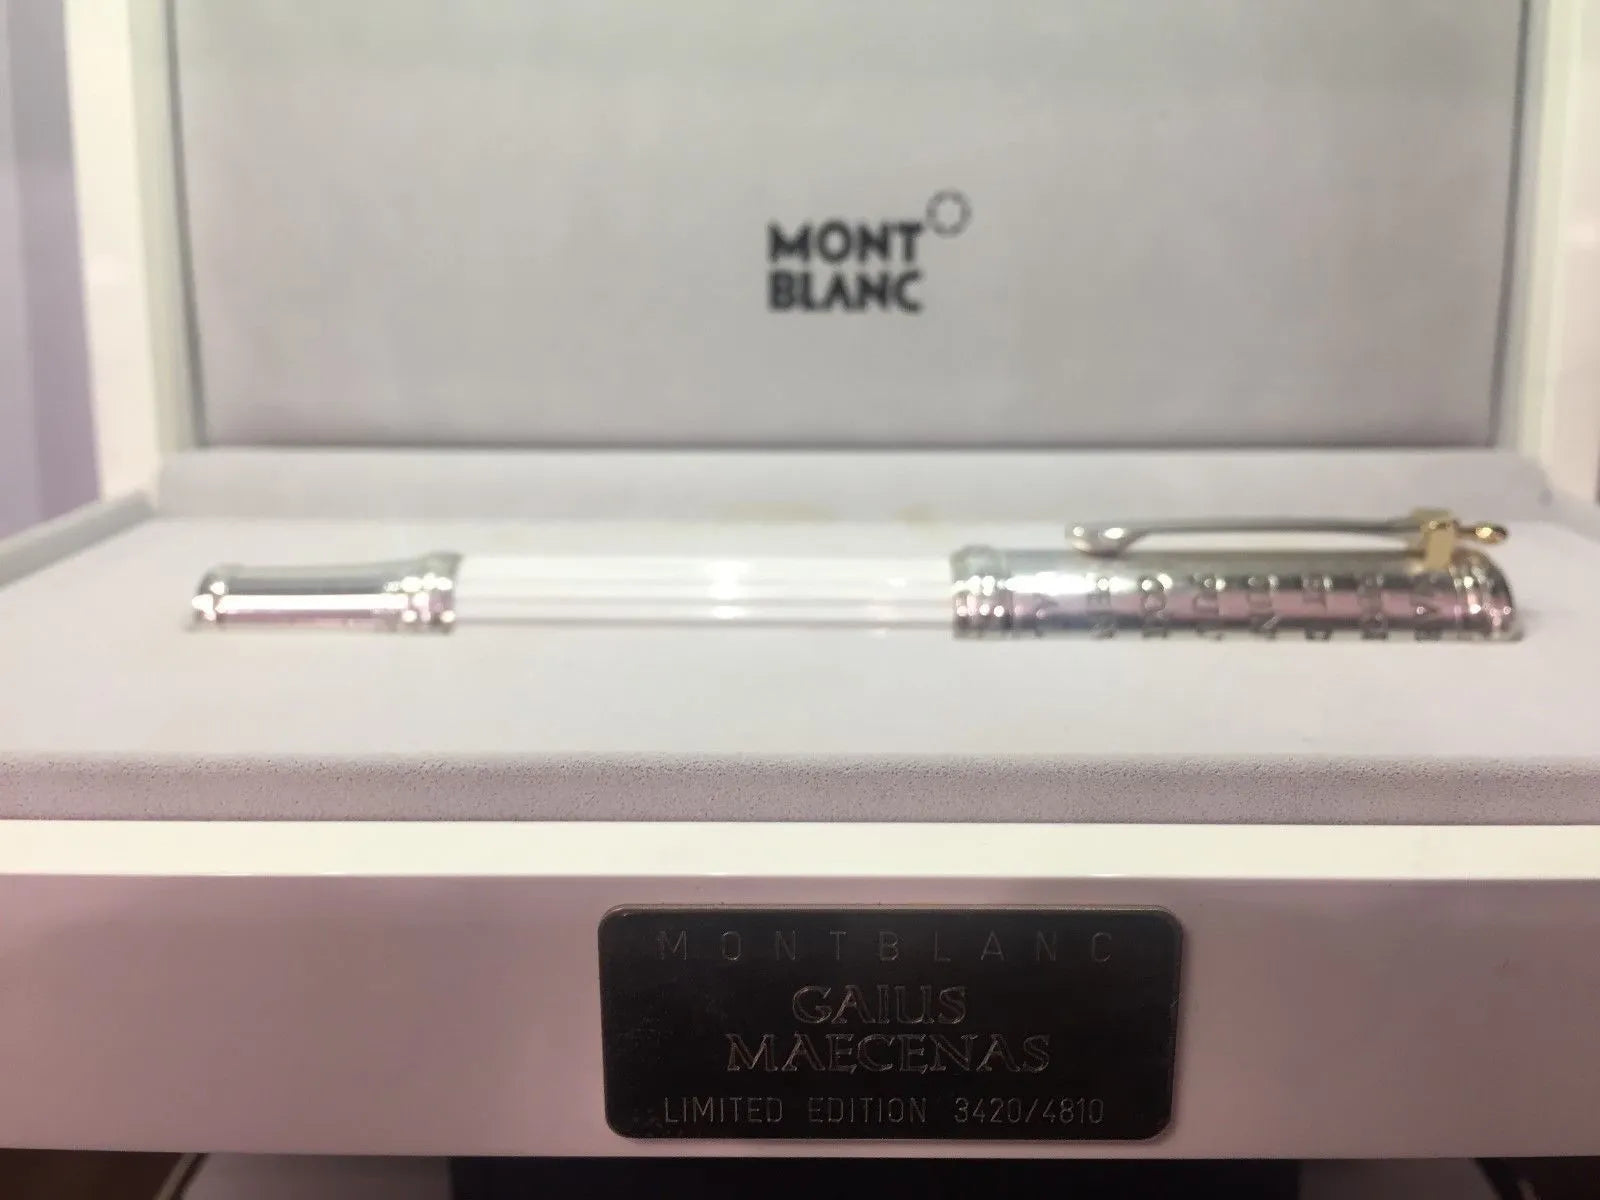 MONT
BLANC
MONTBLANC
GAIUS
MAECENAS
LIMITED EDITION 3420/4810